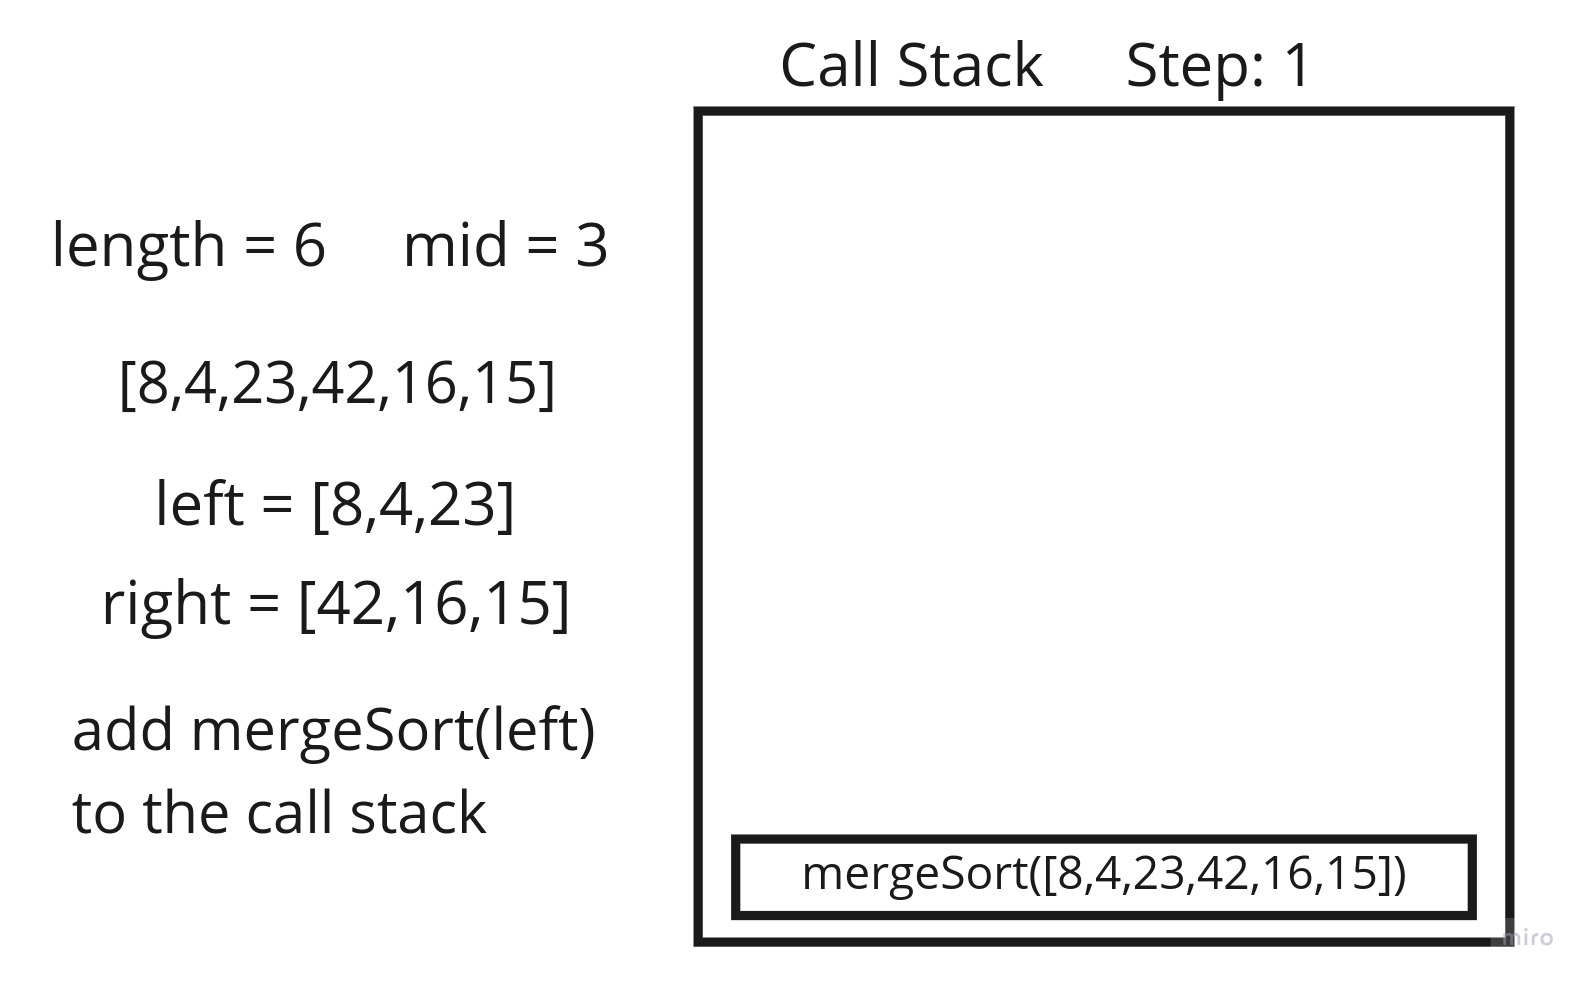 Call Stack Step: 1
length = 6 mid = 3
[8,4,23,42,16,15]
left = [8,4,23]
right = [42,16,15]
add mergeSort(left)
to the call stack
mergeSort([8,4,23,42,16,15])
miro